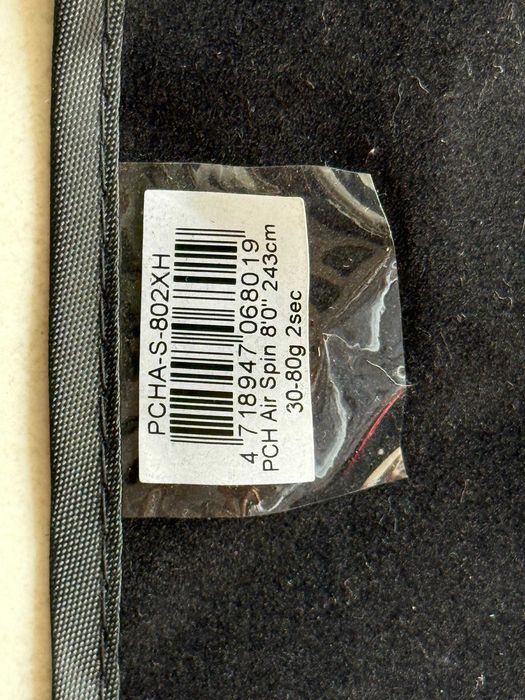 PCHA-S-802XH
4 718947 068019
PCH Air Spin 8'0" 243cm
30-80g 2sec